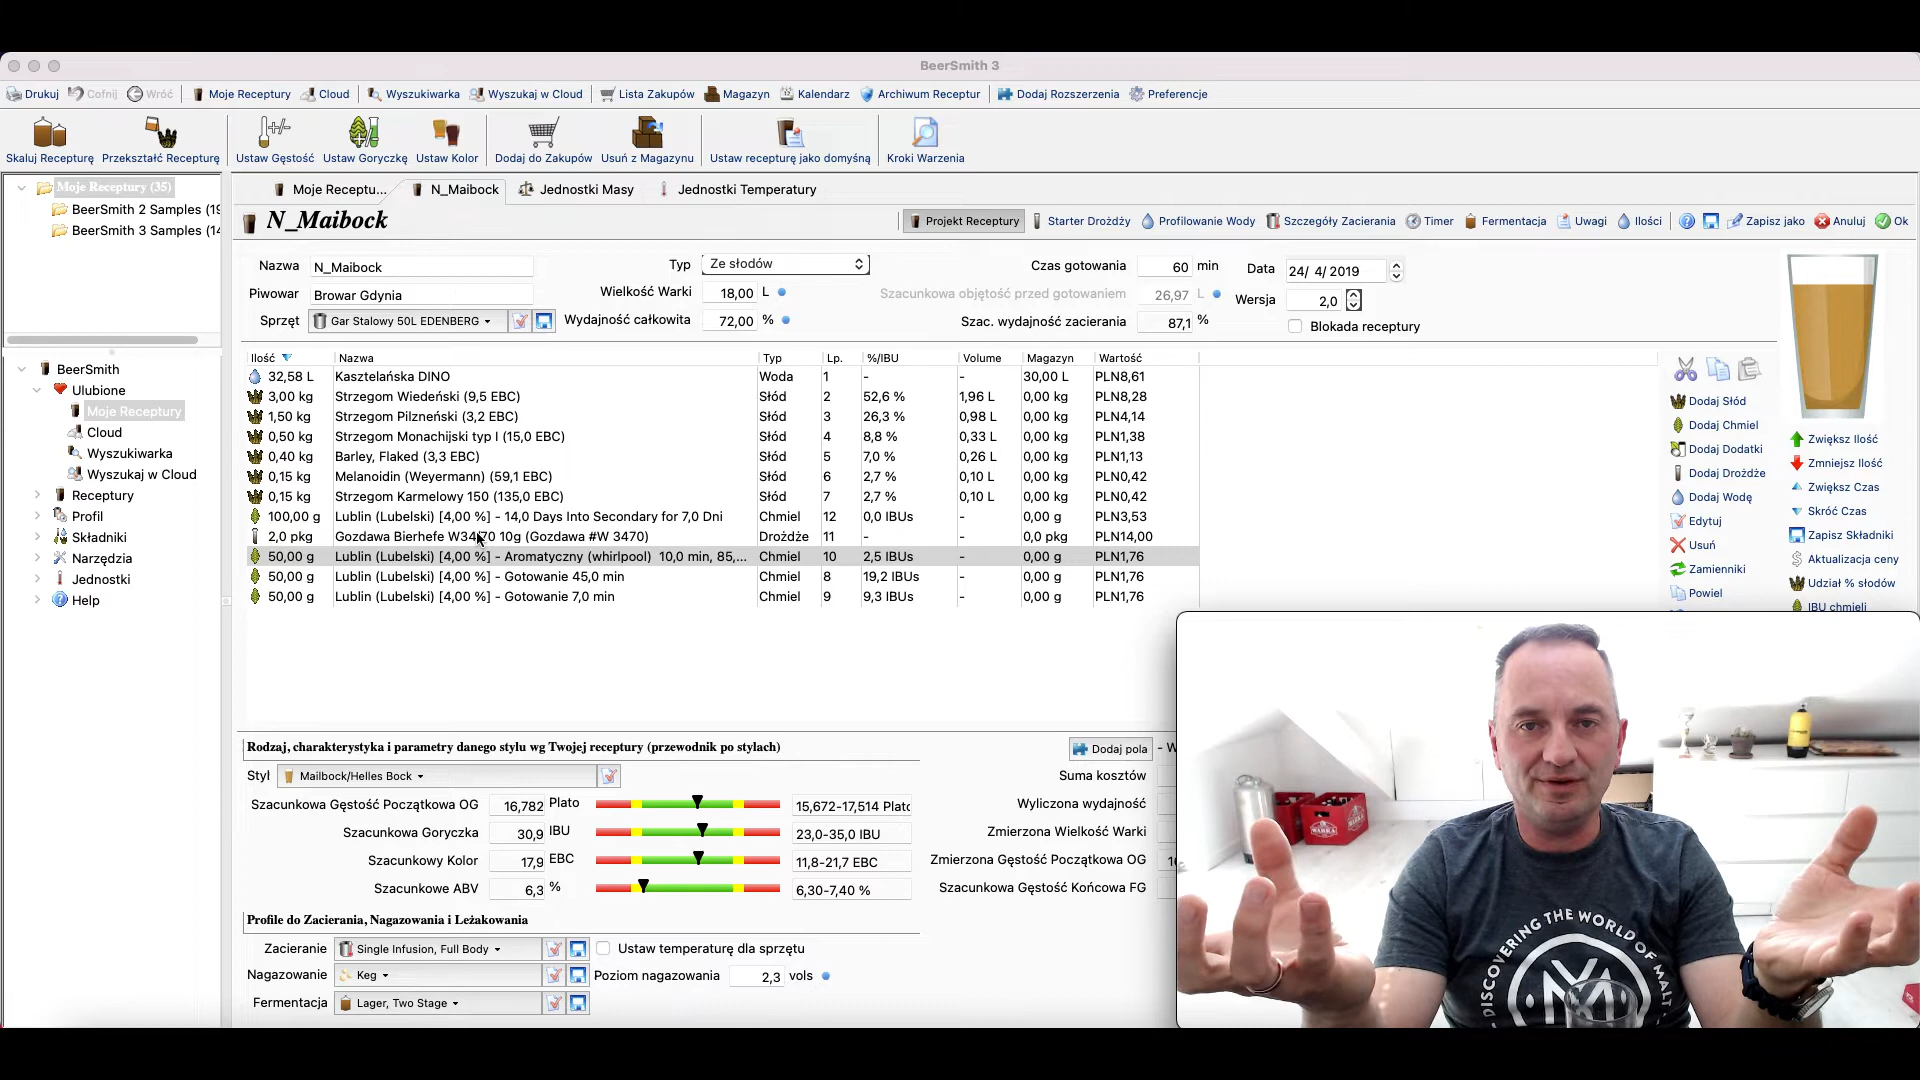 BeerSmith 3
Drukuj Cofnij Wróć Moje Receptury Cloud Wyszukiwarka Wyszukaj w Cloud Lista Zakupów Magazyn Kalendarz Archiwum Receptur Dodaj Rozszerzenia Preferencje
Skaluj Recepturę Przekształć Recepturę Ustaw Gęstość Ustaw Goryczkę Ustaw Kolor Dodaj do Zakupów Usuń z Magazynu Ustaw recepturę jako domyślną Kroki Warzenia
Moje Receptury (35)
BeerSmith 2 Samples (19
BeerSmith 3 Samples (14
BeerSmith
Ulubione
Moje Receptury
Cloud
Wyszukiwarka
Wyszukaj w Cloud
Receptury
Profil
Składniki
Narzędzia
Jednostki
Help
Moje Receptu... N_Maibock Jednostki Masy Jednostki Temperatury
N_Maibock
Projekt Receptury Starter Drożdży Profilowanie Wody Szczegóły Zacierania Timer Fermentacja Uwagi Ilości Zapisz jako Anuluj Ok
Nazwa N_Maibock Typ Ze słodów Czas gotowania 60 min Data 24/ 4/ 2019
Piwowar Browar Gdynia Wielkość Warki 18,00 L Szacunkowa objętość przed gotowaniem 26,97 L Wersja 2,0
Sprzęt Gar Stalowy 50L EDENBERG Wydajność całkowita 72,00 % Szac. wydajność zacierania 87,1 % Blokada receptury
Ilość Nazwa Typ Lp. %/IBU Volume Magazyn Wartość
32,58 L Kasztelańska DINO Woda 1 - - 30,00 L PLN8,61
3,00 kg Strzegom Wiedeński (9,5 EBC) Słód 2 52,6 % 1,96 L 0,00 kg PLN8,28
1,50 kg Strzegom Pilzneński (3,2 EBC) Słód 3 26,3 % 0,98 L 0,00 kg PLN4,14
0,50 kg Strzegom Monachijski typ I (15,0 EBC) Słód 4 8,8 % 0,33 L 0,00 kg PLN1,38
0,40 kg Barley, Flaked (3,3 EBC) Słód 5 7,0 % 0,26 L 0,00 kg PLN1,13
0,15 kg Melanoidin (Weyermann) (59,1 EBC) Słód 6 2,7 % 0,10 L 0,00 kg PLN0,42
0,15 kg Strzegom Karmelowy 150 (135,0 EBC) Słód 7 2,7 % 0,10 L 0,00 kg PLN0,42
100,00 g Lublin (Lubelski) [4,00 %] - 14,0 Days Into Secondary for 7,0 Dni Chmiel 12 0,0 IBUs - 0,00 g PLN3,53
2,0 pkg Gozdawa Bierhefe W34/70 10g (Gozdawa #W 3470) Drożdże 11 - - 0,0 pkg PLN14,00
50,00 g Lublin (Lubelski) [4,00 %] - Aromatyczny (whirlpool) 10,0 min, 85,... Chmiel 10 2,5 IBUs - 0,00 g PLN1,76
50,00 g Lublin (Lubelski) [4,00 %] - Gotowanie 45,0 min Chmiel 8 19,2 IBUs - 0,00 g PLN1,76
50,00 g Lublin (Lubelski) [4,00 %] - Gotowanie 7,0 min Chmiel 9 9,3 IBUs - 0,00 g PLN1,76
Dodaj Słód
Dodaj Chmiel
Dodaj Dodatki
Dodaj Drożdże
Dodaj Wodę
Edytuj
Usuń
Zamienniki
Powiel
Zwiększ Ilość
Zmniejsz Ilość
Zwiększ Czas
Skróć Czas
Zapisz Składniki
Aktualizacja ceny
Udział % słodów
IBU chmieli
Rodzaj, charakterystyka i parametry danego stylu wg Twojej receptury (przewodnik po stylach) Dodaj pola - W
Styl Mailbock/Helles Bock Suma kosztów
Szacunkowa Gęstość Początkowa OG 16,782 Plato 15,672-17,514 Plato Wyliczona wydajność
Szacunkowa Goryczka 30,9 IBU 23,0-35,0 IBU Zmierzona Wielkość Warki
Szacunkowy Kolor 17,9 EBC 11,8-21,7 EBC Zmierzona Gęstość Początkowa OG
Szacunkowe ABV 6,3 % 6,30-7,40 % Szacunkowa Gęstość Końcowa FG
Profile do Zacierania, Nagazowania i Leżakowania
Zacieranie Single Infusion, Full Body Ustaw temperaturę dla sprzętu
Nagazowanie Keg Poziom nagazowania 2,3 vols
Fermentacja Lager, Two Stage
WARKA
DISCOVERING THE WORLD OF MALT